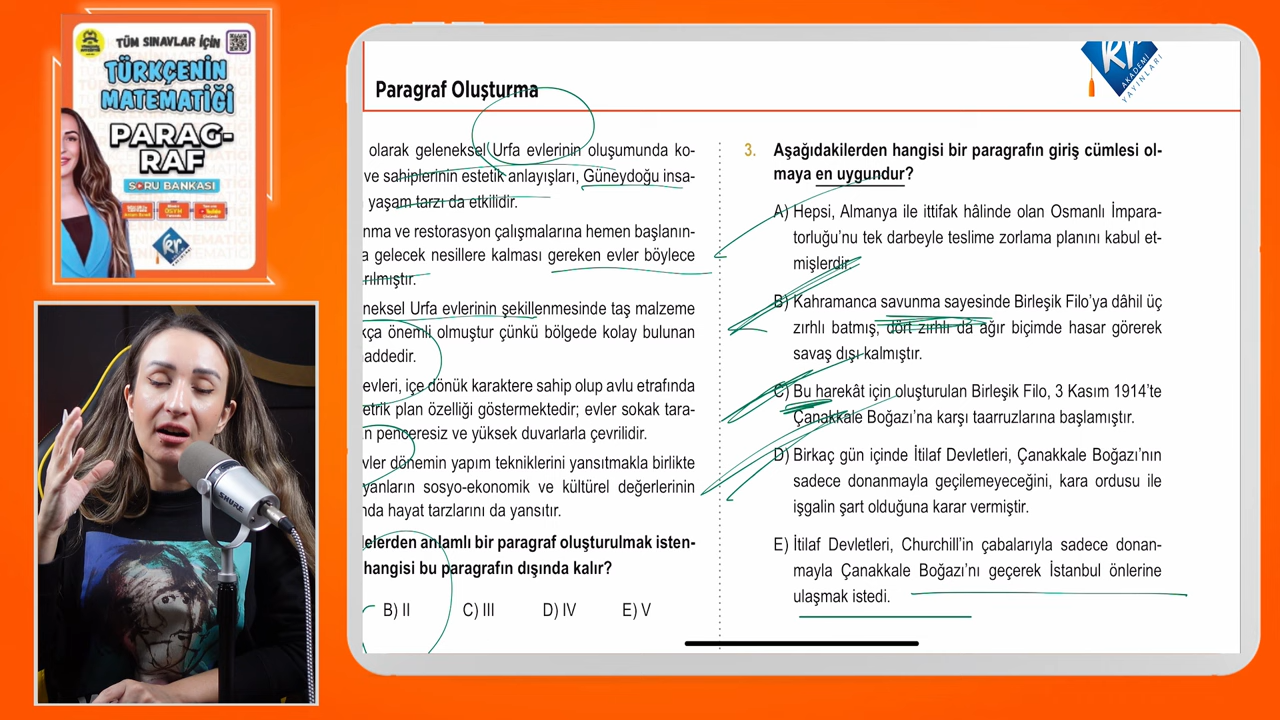 TÜM SINAVLAR İÇİN
TÜRKÇENİN
MATEMATİĞİ
PARAG-
RAF
SORU BANKASI
SHURE
kr
AKADEMİ
YAYINLARI
Paragraf Oluşturma
olarak geleneksel Urfa evlerinin oluşumunda ko-
ve sahiplerinin estetik anlayışları, Güneydoğu insa-
yaşam tarzı da etkilidir.
nma ve restorasyon çalışmalarına hemen başlanın-
a gelecek nesillere kalması gereken evler böylece
rılmıştır.
neksel Urfa evlerinin şekillenmesinde taş malzeme
kça önemli olmuştur çünkü bölgede kolay bulunan
addedir.
evleri, içe dönük karaktere sahip olup avlu etrafında
etrik plan özelliği göstermektedir; evler sokak tara-
n penceresiz ve yüksek duvarlarla çevrilidir.
vler dönemin yapım tekniklerini yansıtmakla birlikte
yanların sosyo-ekonomik ve kültürel değerlerinin
nda hayat tarzlarını da yansıtır.
elerden anlamlı bir paragraf oluşturulmak isten-
hangisi bu paragrafın dışında kalır?
B) II C) III D) IV E) V
3. Aşağıdakilerden hangisi bir paragrafın giriş cümlesi ol-
maya en uygundur?
A) Hepsi, Almanya ile ittifak hâlinde olan Osmanlı İmpara-
torluğu’nu tek darbeyle teslime zorlama planını kabul et-
mişlerdir.
B) Kahramanca savunma sayesinde Birleşik Filo’ya dâhil üç
zırhlı batmış, dört zırhlı da ağır biçimde hasar görerek
savaş dışı kalmıştır.
C) Bu harekât için oluşturulan Birleşik Filo, 3 Kasım 1914’te
Çanakkale Boğazı’na karşı taarruzlarına başlamıştır.
D) Birkaç gün içinde İtilaf Devletleri, Çanakkale Boğazı’nın
sadece donanmayla geçilemeyeceğini, kara ordusu ile
işgalin şart olduğuna karar vermiştir.
E) İtilaf Devletleri, Churchill’in çabalarıyla sadece donan-
mayla Çanakkale Boğazı’nı geçerek İstanbul önlerine
ulaşmak istedi.